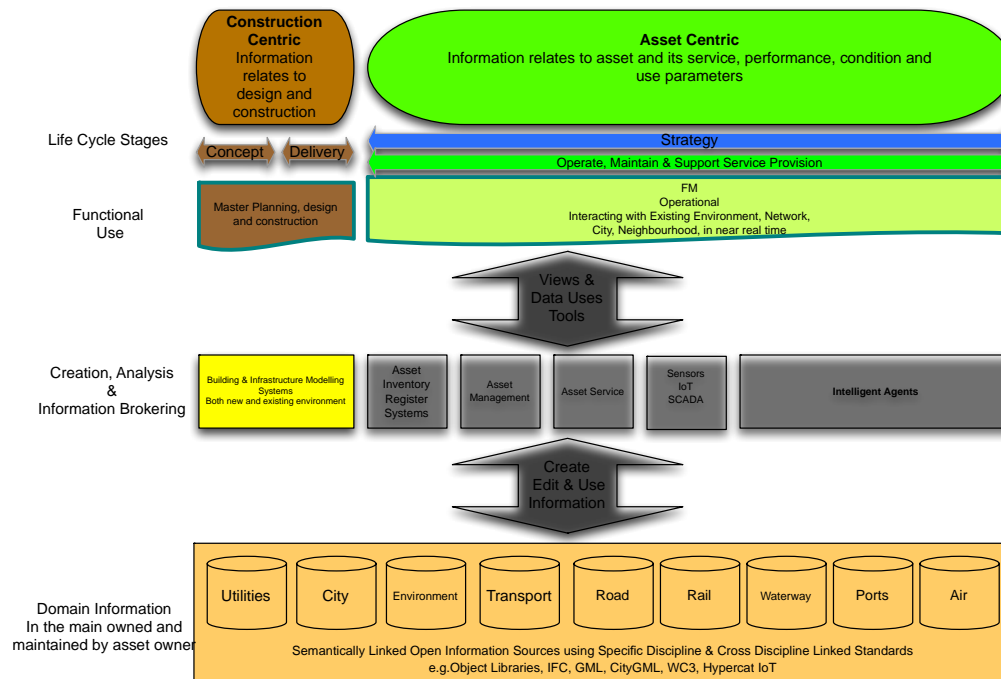 Construction
Centric
Information
relates to
design and
construction
Asset Centric
Information relates to asset and its service, performance, condition and
use parameters
Life Cycle Stages
Concept
Delivery
Strategy
Operate, Maintain & Support Service Provision
Functional
Use
Master Planning, design
and construction
FM
Operational
Interacting with Existing Environment, Network,
City, Neighbourhood, in near real time
Views &
Data Uses
Tools
Creation, Analysis
&
Information Brokering
Building & Infrastructure Modelling
Systems
Both new and existing environment
Asset
Inventory
Register
Systems
Asset
Management
Asset Service
Sensors
IoT
SCADA
Intelligent Agents
Create
Edit & Use
Information
Domain Information
In the main owned and
maintained by asset owner
Utilities
City
Environment
Transport
Road
Rail
Waterway
Ports
Air
Semantically Linked Open Information Sources using Specific Discipline & Cross Discipline Linked Standards
e.g.Object Libraries, IFC, GML, CityGML, WC3, Hypercat IoT